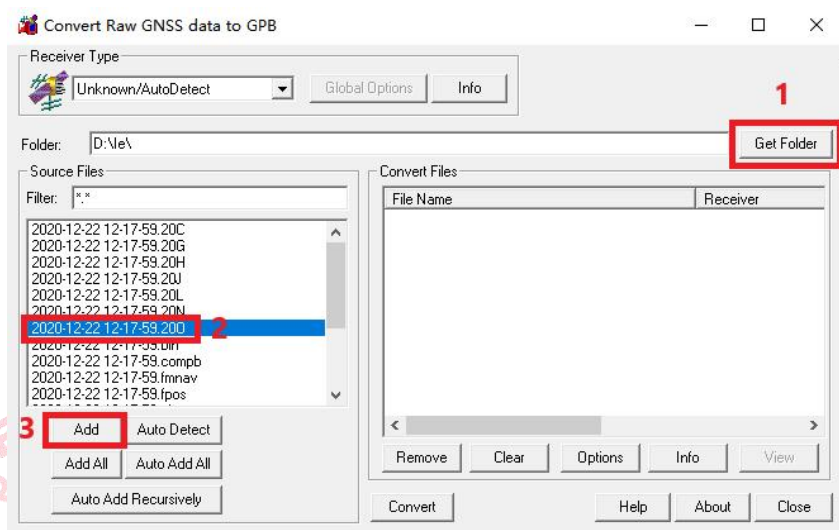 Convert Raw GNSS data to GPB
Receiver Type
Unknown/AutoDetect
Global Options
Info
1
Folder:
D:\Ie\
Get Folder
Source Files
Filter:
*.*
2020-12-22 12-17-59.20C
2020-12-22 12-17-59.20G
2020-12-22 12-17-59.20H
2020-12-22 12-17-59.20J
2020-12-22 12-17-59.20L
2020-12-22 12-17-59.20N
2020-12-22 12-17-59.20O
2
2020-12-22 12-17-59.bin
2020-12-22 12-17-59.compb
2020-12-22 12-17-59.fmnav
2020-12-22 12-17-59.fpos
3
Add
Auto Detect
Add All
Auto Add All
Auto Add Recursively
Convert Files
File Name
Receiver
Remove
Clear
Options
Info
View
Convert
Help
About
Close